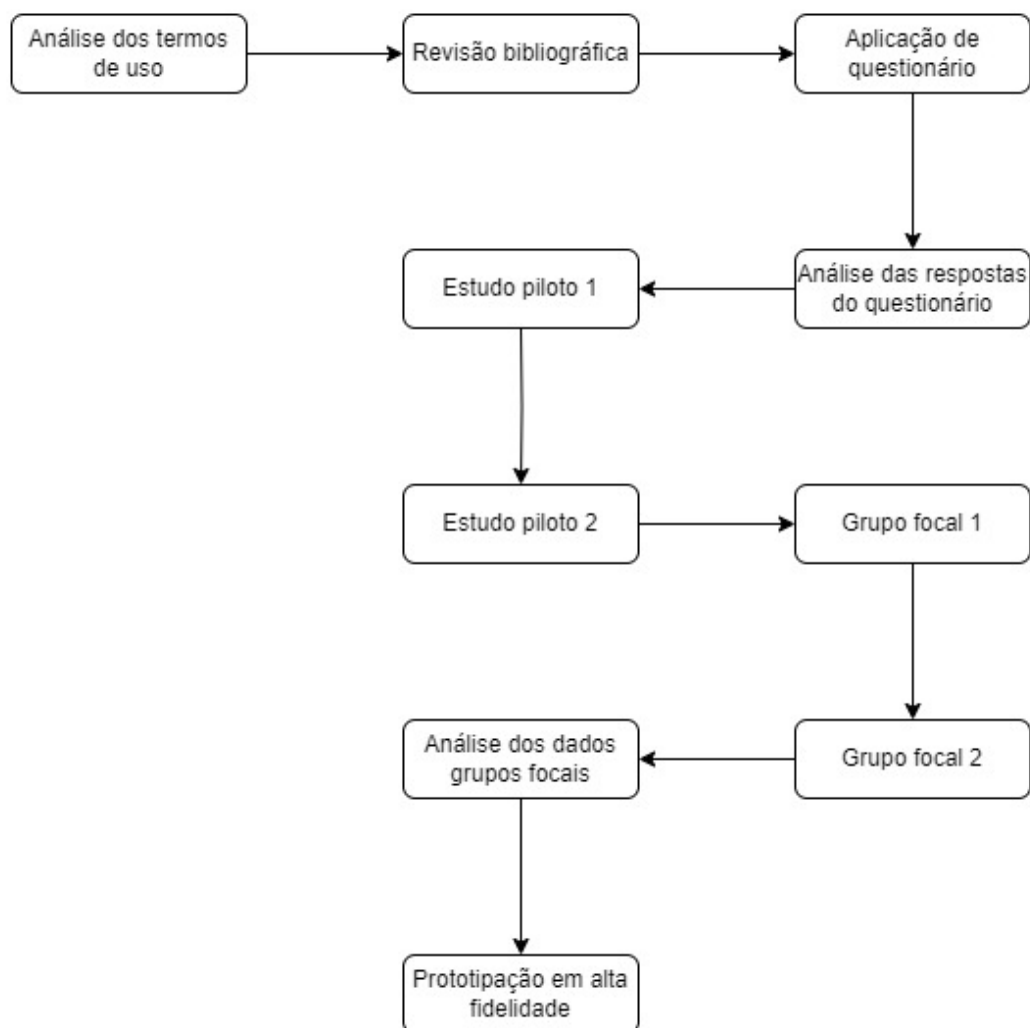 Análise dos termos
de uso
Revisão bibliográfica
Aplicação de
questionário
Análise das respostas
do questionário
Estudo piloto 1
Estudo piloto 2
Grupo focal 1
Grupo focal 2
Análise dos dados
grupos focais
Prototipação em alta
fidelidade